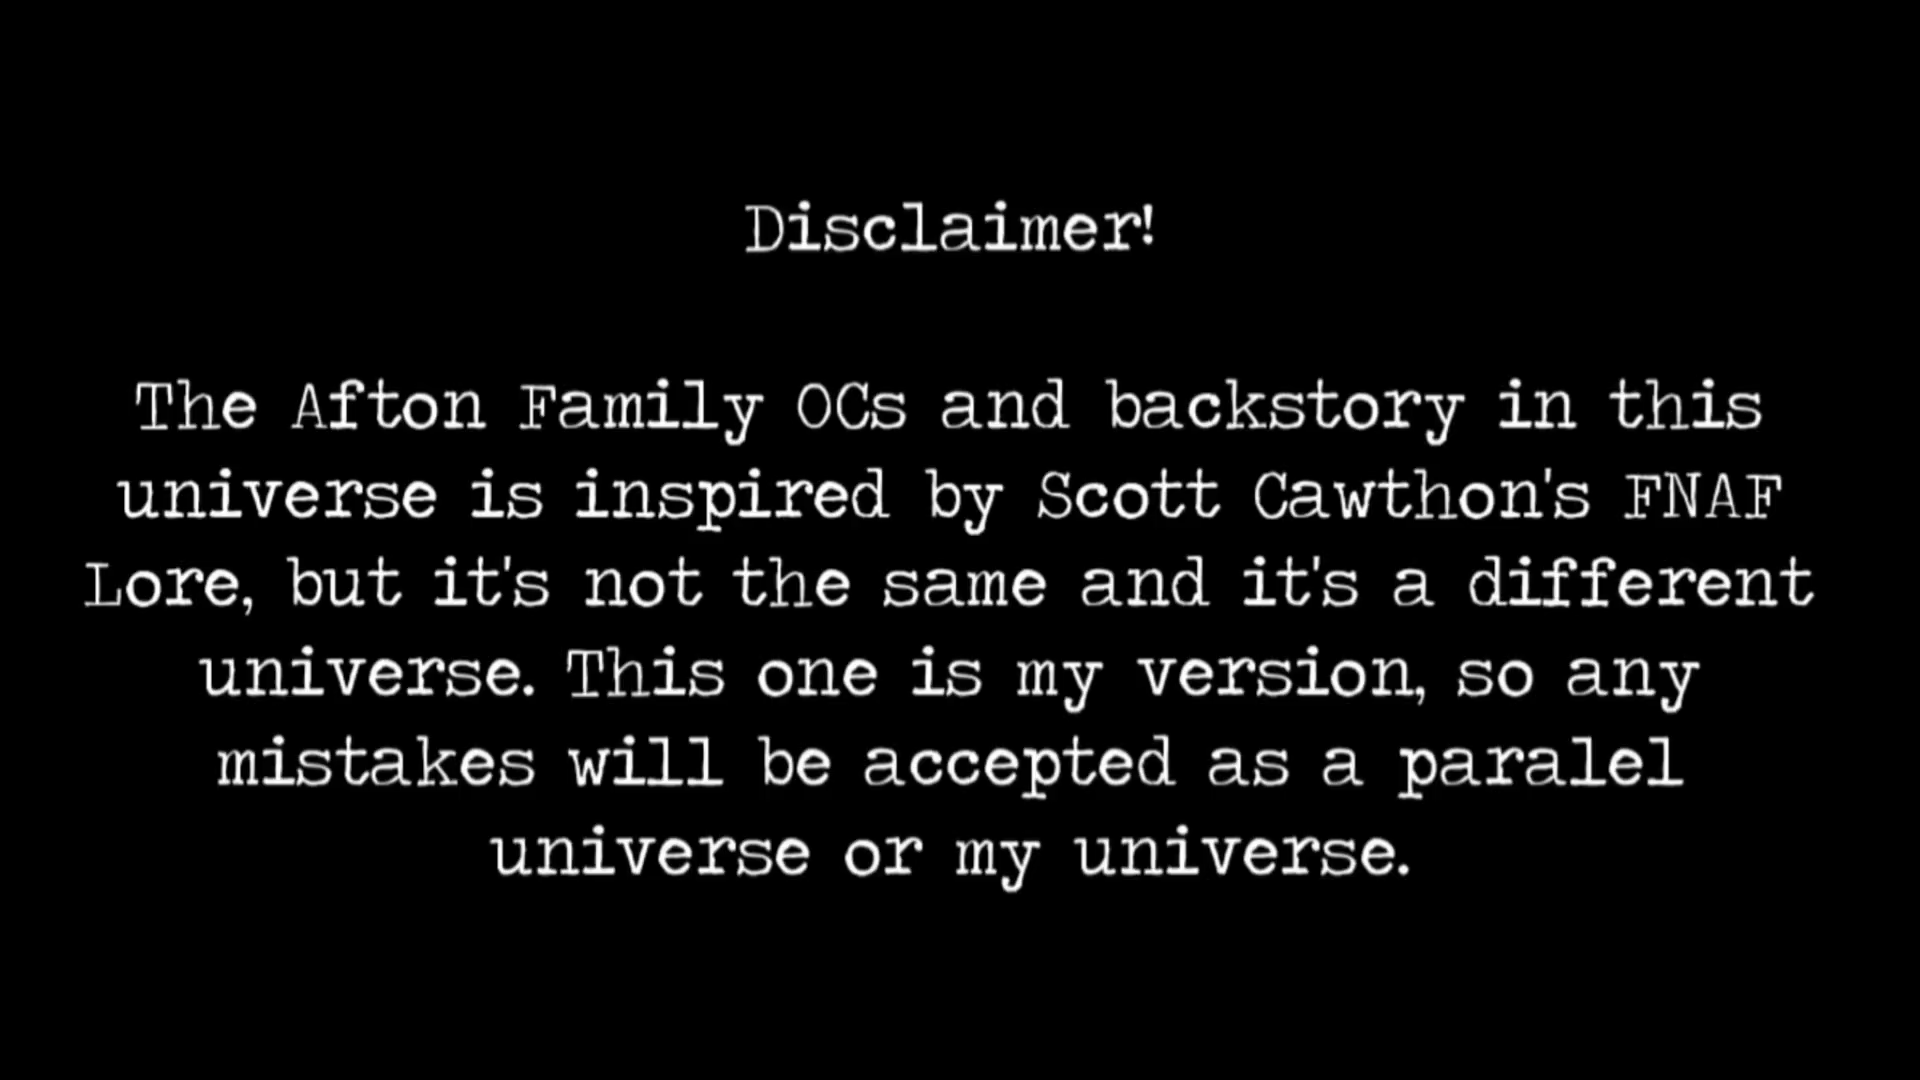 Disclaimer!
The Afton Family OCs and backstory in this
universe is inspired by Scott Cawthon's FNAF
Lore, but it's not the same and it's a different
universe. This one is my version, so any
mistakes will be accepted as a paralel
universe or my universe.